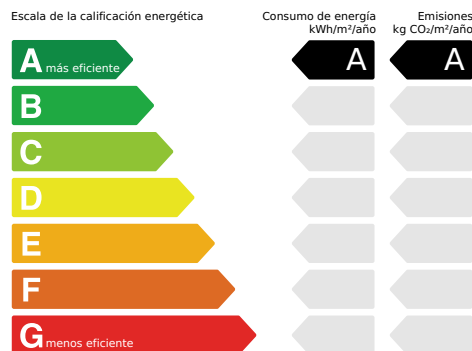 Escala de la calificación energética
Consumo de energía
kWh/m²/año
Emisiones
kg CO₂/m²/año
A más eficiente
A
A
B
C
D
E
F
G menos eficiente